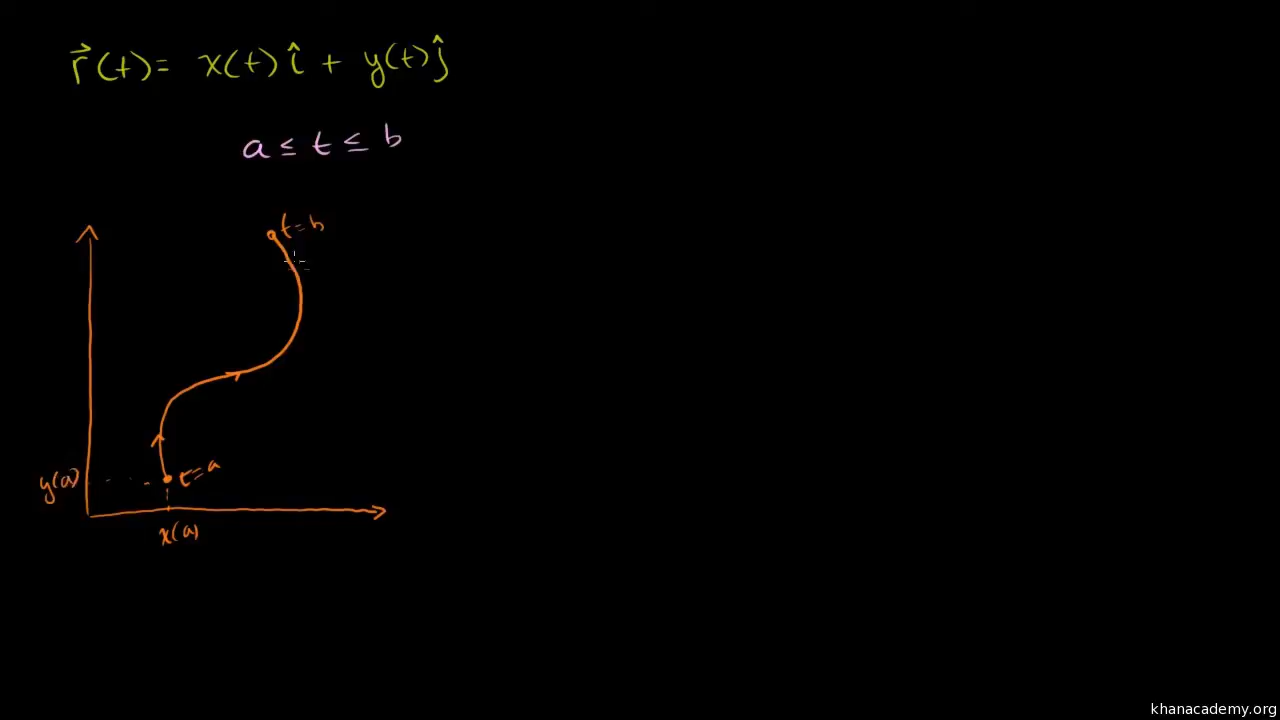 r⃗(t)= x(t) î + y(t) ĵ
a ≤ t ≤ b
t=b
t=a
y(a)
x(a)
khanacademy.org